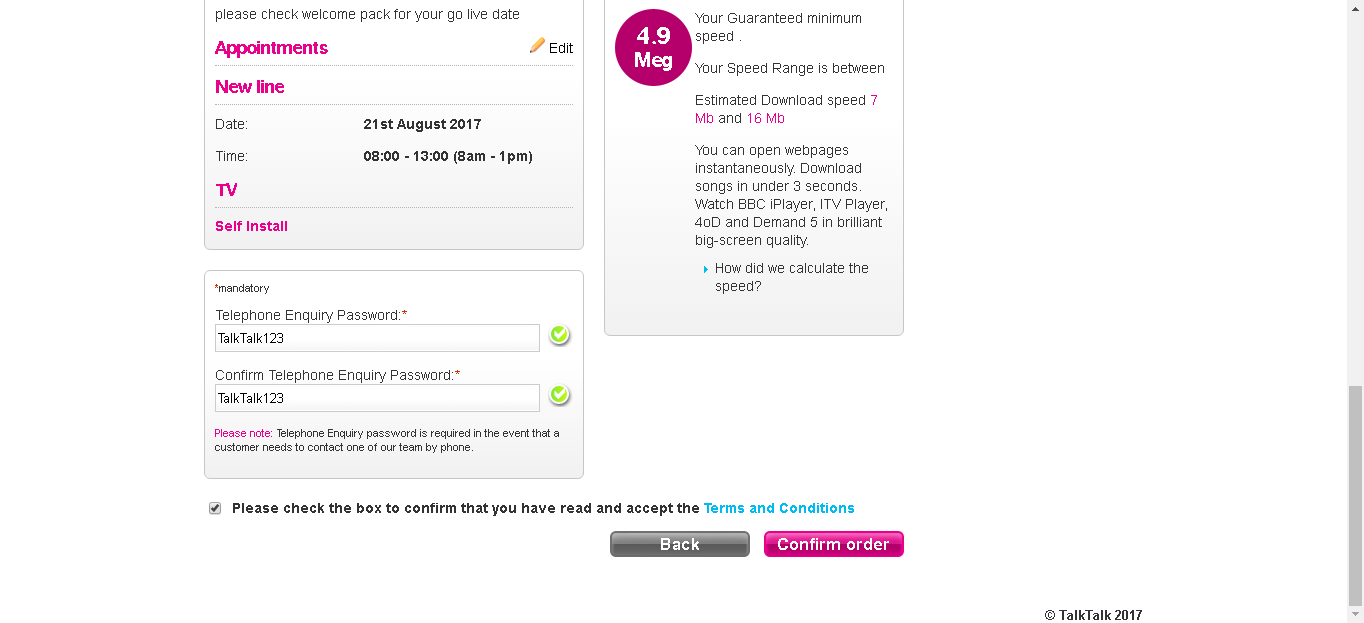 please check welcome pack for your go live date
Appointments
Edit
New line
Date: 21st August 2017
Time: 08:00 - 13:00 (8am - 1pm)
TV
Self Install
*mandatory
Telephone Enquiry Password:*
TalkTalk123
Confirm Telephone Enquiry Password:*
TalkTalk123
Please note: Telephone Enquiry password is required in the event that a
customer needs to contact one of our team by phone.
4.9
Meg
Your Guaranteed minimum
speed .
Your Speed Range is between
Estimated Download speed 7
Mb and 16 Mb
You can open webpages
instantaneously. Download
songs in under 3 seconds.
Watch BBC iPlayer, ITV Player,
4oD and Demand 5 in brilliant
big-screen quality.
How did we calculate the
speed?
Please check the box to confirm that you have read and accept the Terms and Conditions
Back
Confirm order
© TalkTalk 2017